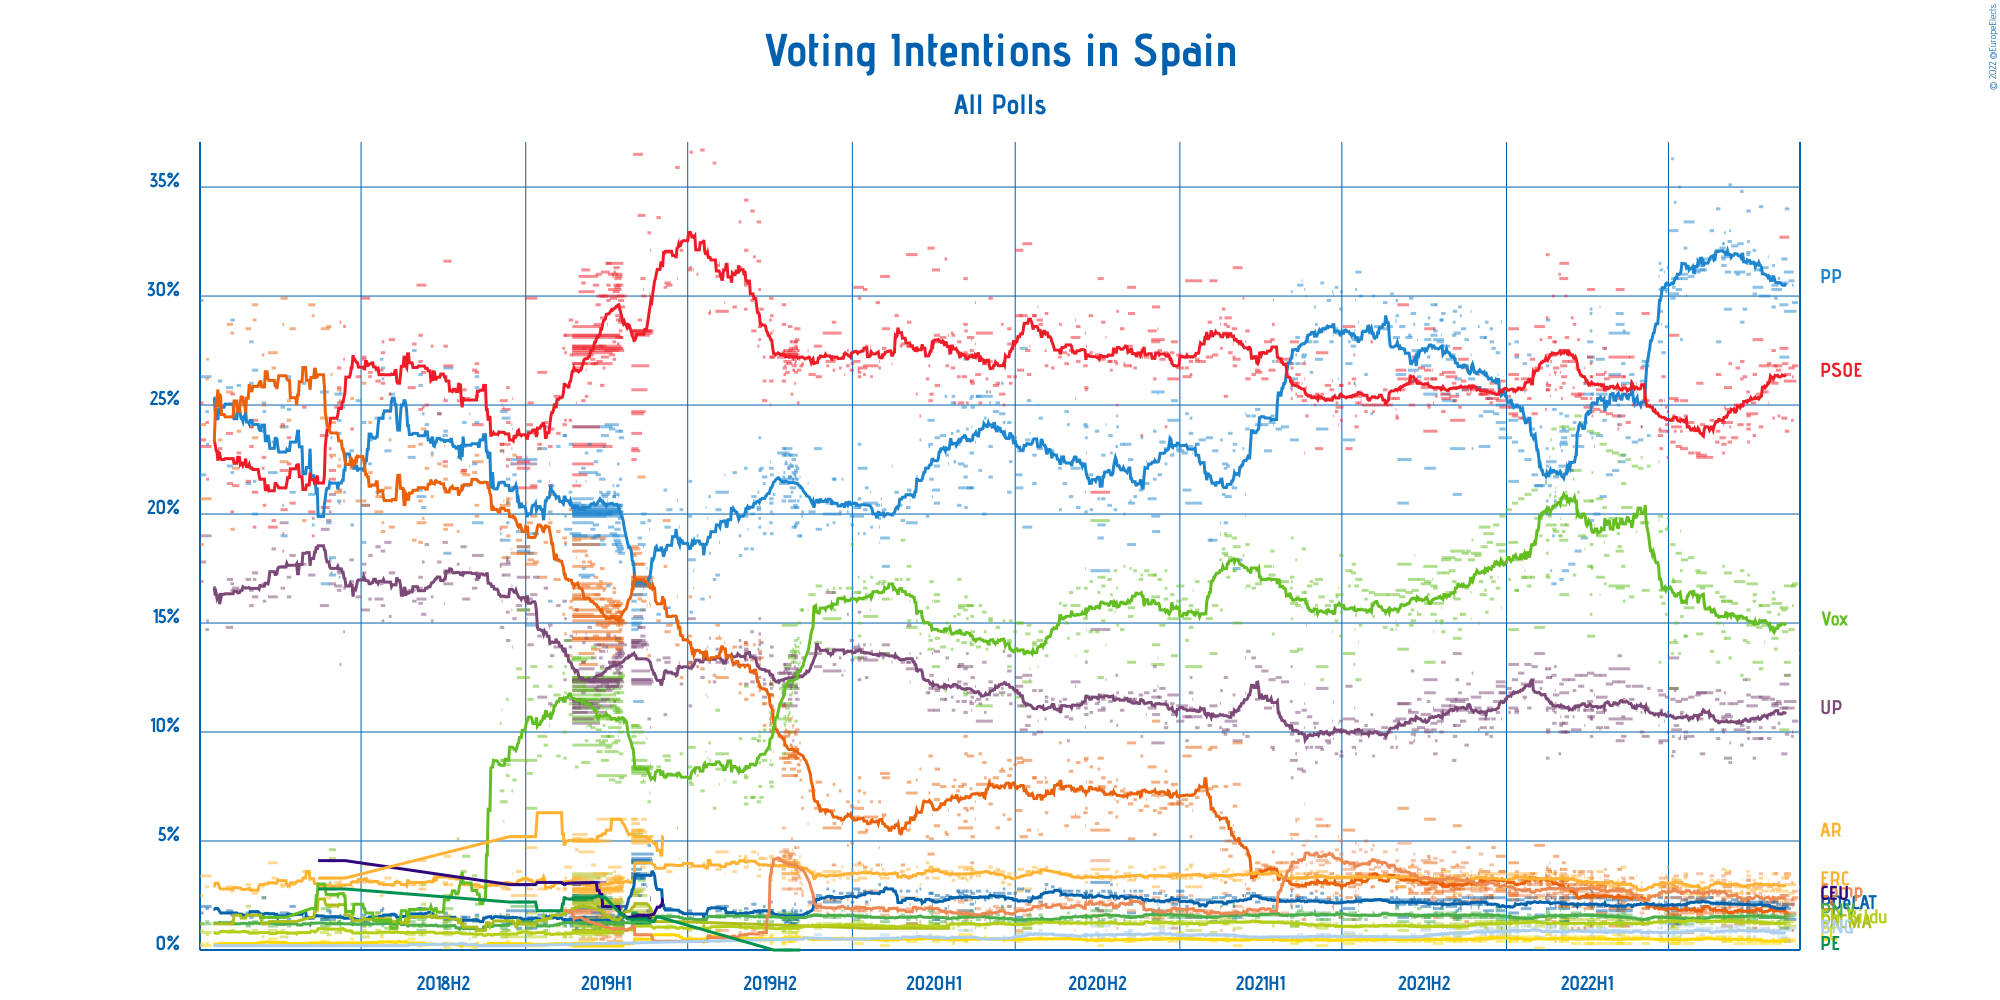 © 2022 @EuropeElects
Voting Intentions in Spain
All Polls
35%
30%
25%
20%
15%
10%
5%
0%
PP
PSOE
Vox
UP
AR
ERC
CEU
PE
2018H2
2019H1
2019H2
2020H1
2020H2
2021H1
2021H2
2022H1